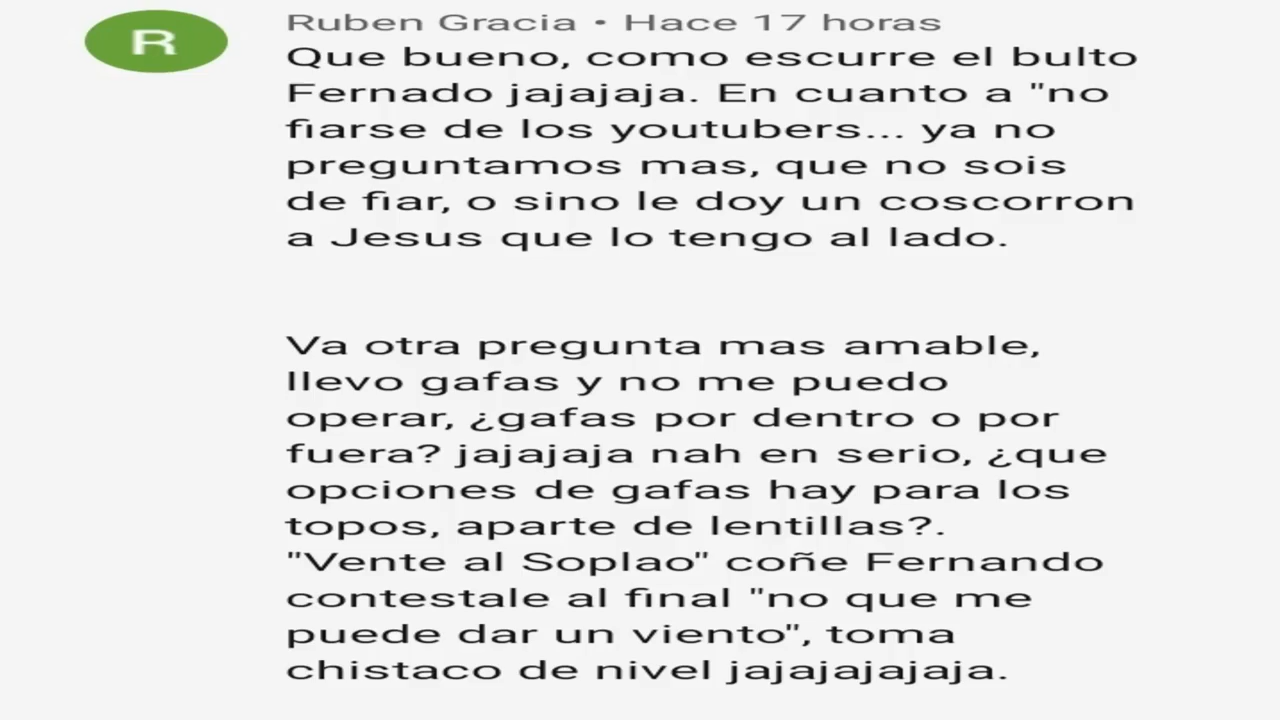 R
Ruben Gracia • Hace 17 horas
Que bueno, como escurre el bulto
Fernado jajajaja. En cuanto a "no
fiarse de los youtubers... ya no
preguntamos mas, que no sois
de fiar, o sino le doy un coscorron
a Jesus que lo tengo al lado.
Va otra pregunta mas amable,
llevo gafas y no me puedo
operar, ¿gafas por dentro o por
fuera? jajajaja nah en serio, ¿que
opciones de gafas hay para los
topos, aparte de lentillas?.
"Vente al Soplao" coñe Fernando
contestale al final "no que me
puede dar un viento", toma
chistaco de nivel jajajajajaja.